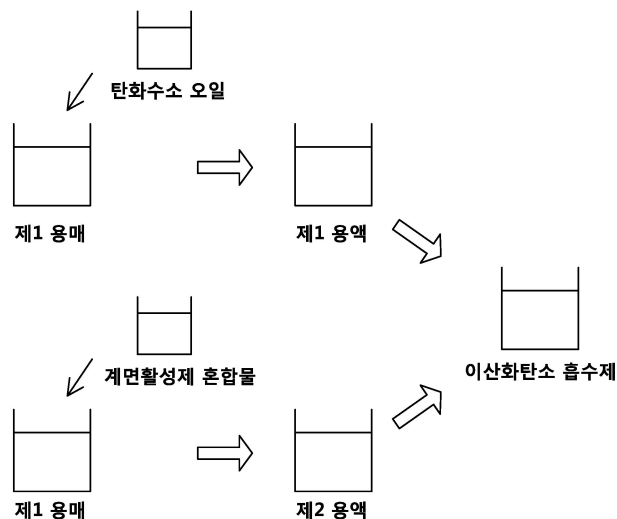 탄화수소 오일
제1 용매
제1 용액
계면활성제 혼합물
이산화탄소 흡수제
제1 용매
제2 용액